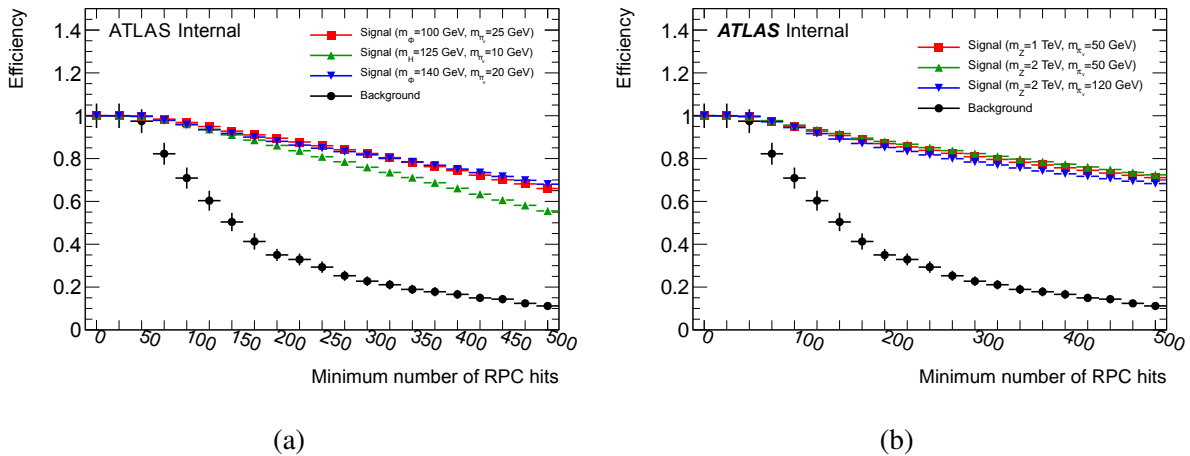 ATLAS Internal
Signal (mΦ=100 GeV, mπv=25 GeV)
Signal (mH=125 GeV, mπv=10 GeV)
Signal (mΦ=140 GeV, mπv=20 GeV)
Background
Efficiency
1.4
1.2
1
0.8
0.6
0.4
0.2
0
0 50 100 150 200 250 300 350 400 450 500
Minimum number of RPC hits
(a)
ATLAS Internal
Signal (mZ'=1 TeV, mπv=50 GeV)
Signal (mZ'=2 TeV, mπv=50 GeV)
Signal (mZ'=2 TeV, mπv=120 GeV)
Background
Efficiency
1.4
1.2
1
0.8
0.6
0.4
0.2
0
0 100 200 300 400 500
Minimum number of RPC hits
(b)